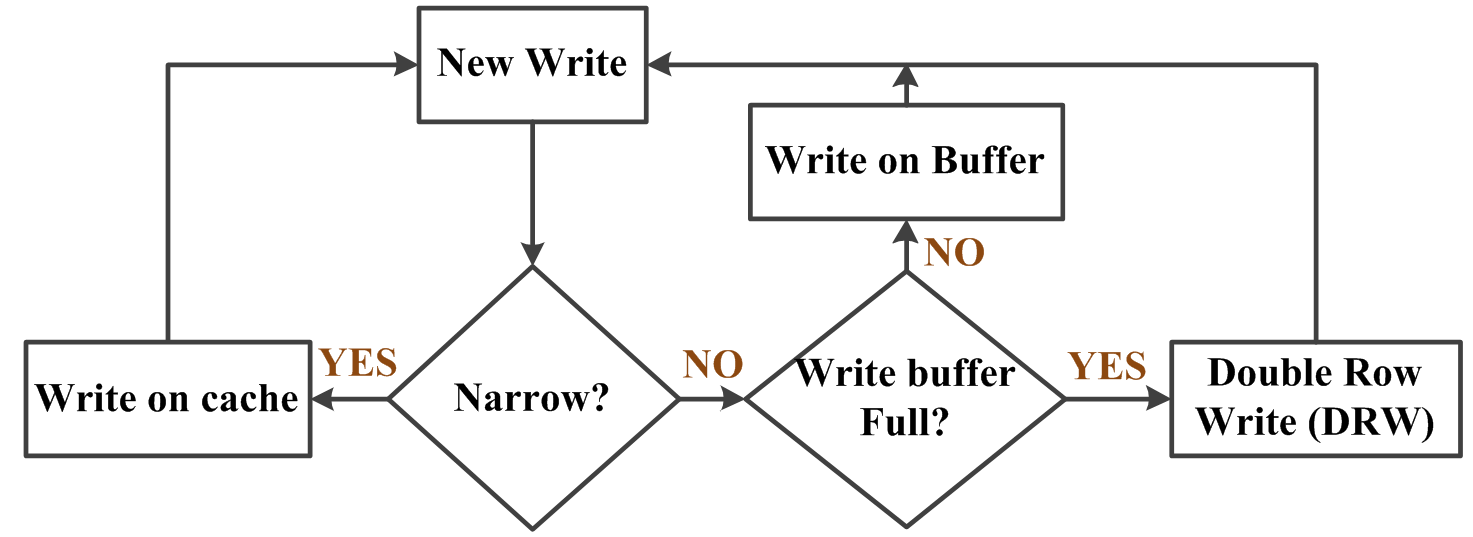 New Write
Write on Buffer
NO
YES
Write on cache
Narrow?
NO
Write buffer
Full?
YES
Double Row
Write (DRW)